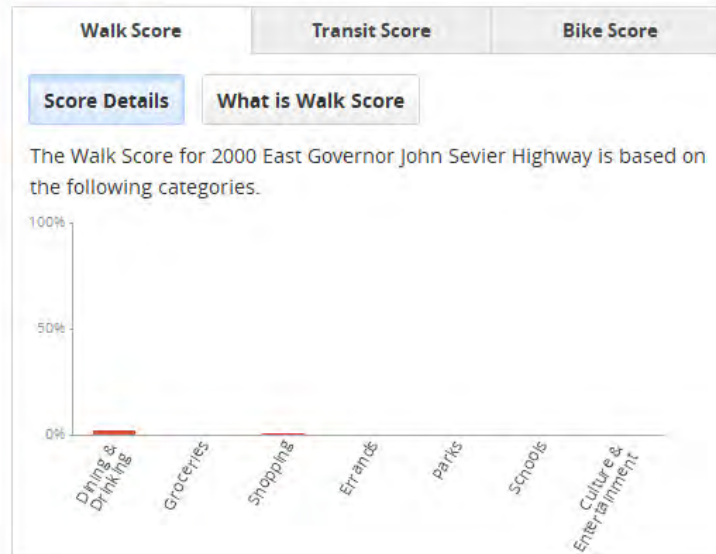 Walk Score
Transit Score
Bike Score
Score Details
What is Walk Score
The Walk Score for 2000 East Governor John Sevier Highway is based on
the following categories.
100%
50%
0%
Dining &
Drinking
Groceries
Shopping
Errands
Parks
Schools
Culture &
Entertainment